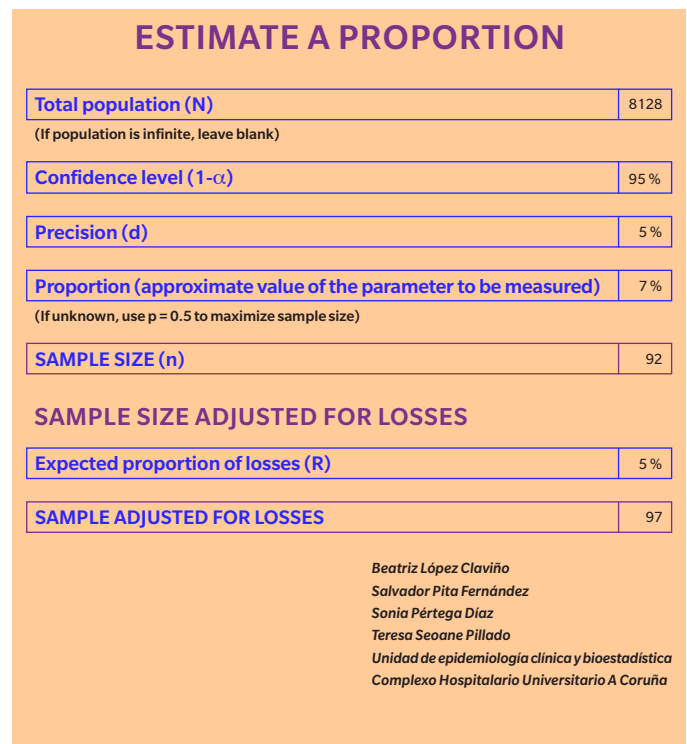 ESTIMATE A PROPORTION
Total population (N) 8128
(If population is infinite, leave blank)
Confidence level (1-α) 95 %
Precision (d) 5 %
Proportion (approximate value of the parameter to be measured) 7 %
(If unknown, use p = 0.5 to maximize sample size)
SAMPLE SIZE (n) 92
SAMPLE SIZE ADJUSTED FOR LOSSES
Expected proportion of losses (R) 5 %
SAMPLE ADJUSTED FOR LOSSES 97
Beatriz López Claviño
Salvador Pita Fernández
Sonia Pértega Díaz
Teresa Seoane Pillado
Unidad de epidemiología clínica y bioestadística
Complexo Hospitalario Universitario A Coruña